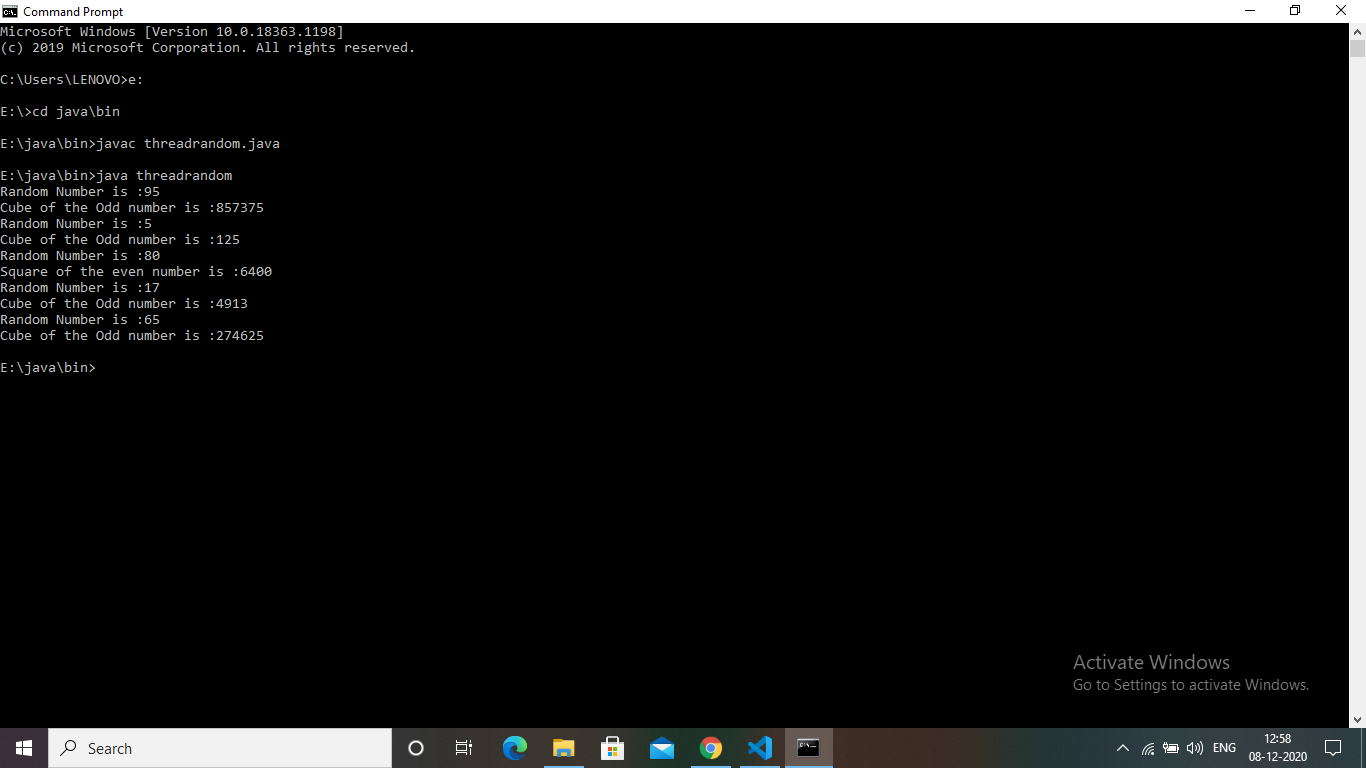 Command Prompt
Microsoft Windows [Version 10.0.18363.1198]
(c) 2019 Microsoft Corporation. All rights reserved.
C:\Users\LENOVO>e:
E:\>cd java\bin
E:\java\bin>javac threadrandom.java
E:\java\bin>java threadrandom
Random Number is :95
Cube of the Odd number is :857375
Random Number is :5
Cube of the Odd number is :125
Random Number is :80
Square of the even number is :6400
Random Number is :17
Cube of the Odd number is :4913
Random Number is :65
Cube of the Odd number is :274625
E:\java\bin>
Activate Windows
Go to Settings to activate Windows.
Search
ENG
12:58
08-12-2020